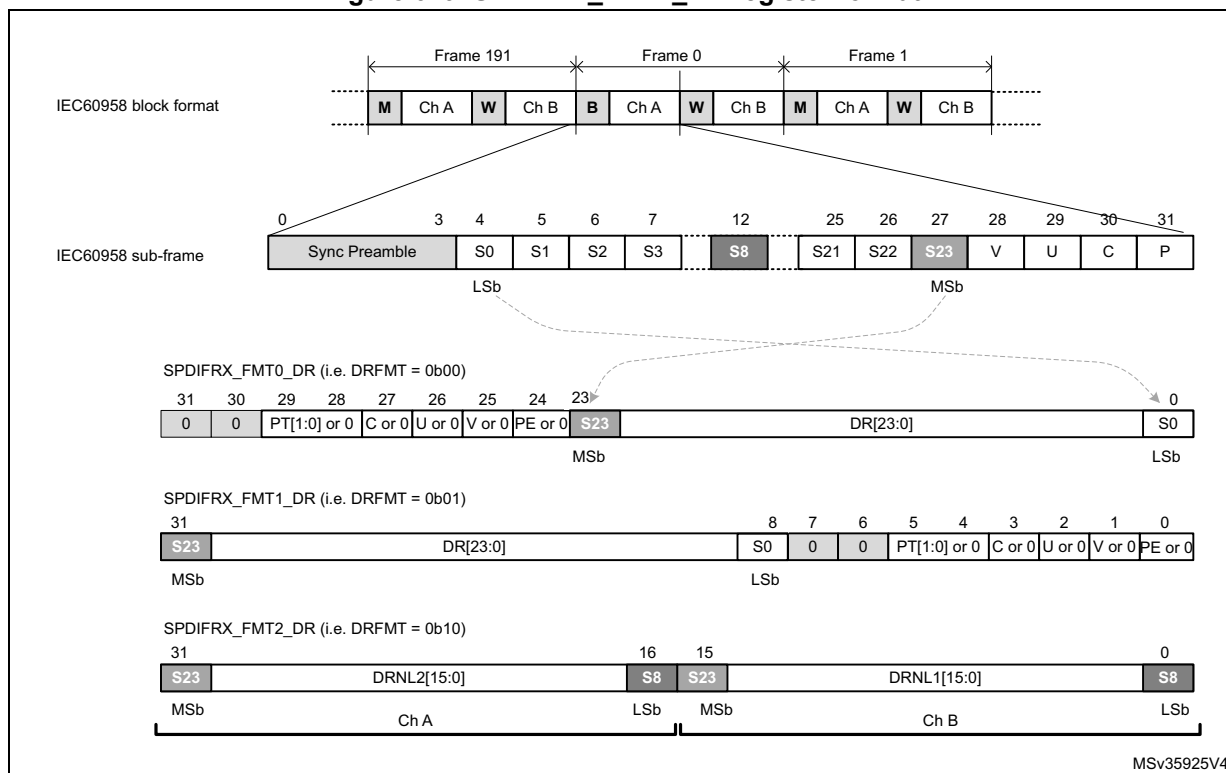 Frame 191 Frame 0 Frame 1
IEC60958 block format M Ch A W Ch B B Ch A W Ch B M Ch A W Ch B
0 3 4 5 6 7 12 25 26 27 28 29 30 31
IEC60958 sub-frame Sync Preamble S0 S1 S2 S3 S8 S21 S22 S23 V U C P
LSb MSb
SPDIFRX_FMT0_DR (i.e. DRFMT = 0b00)
31 30 29 28 27 26 25 24 23 0
0 0 PT[1:0] or 0 C or 0 U or 0 V or 0 PE or 0 S23 DR[23:0] S0
MSb LSb
SPDIFRX_FMT1_DR (i.e. DRFMT = 0b01)
31 8 7 6 5 4 3 2 1 0
S23 DR[23:0] S0 0 0 PT[1:0] or 0 C or 0 U or 0 V or 0 PE or 0
MSb LSb
SPDIFRX_FMT2_DR (i.e. DRFMT = 0b10)
31 16 15 0
S23 DRNL2[15:0] S8 S23 DRNL1[15:0] S8
MSb LSb MSb LSb
Ch A Ch B
MSv35925V4